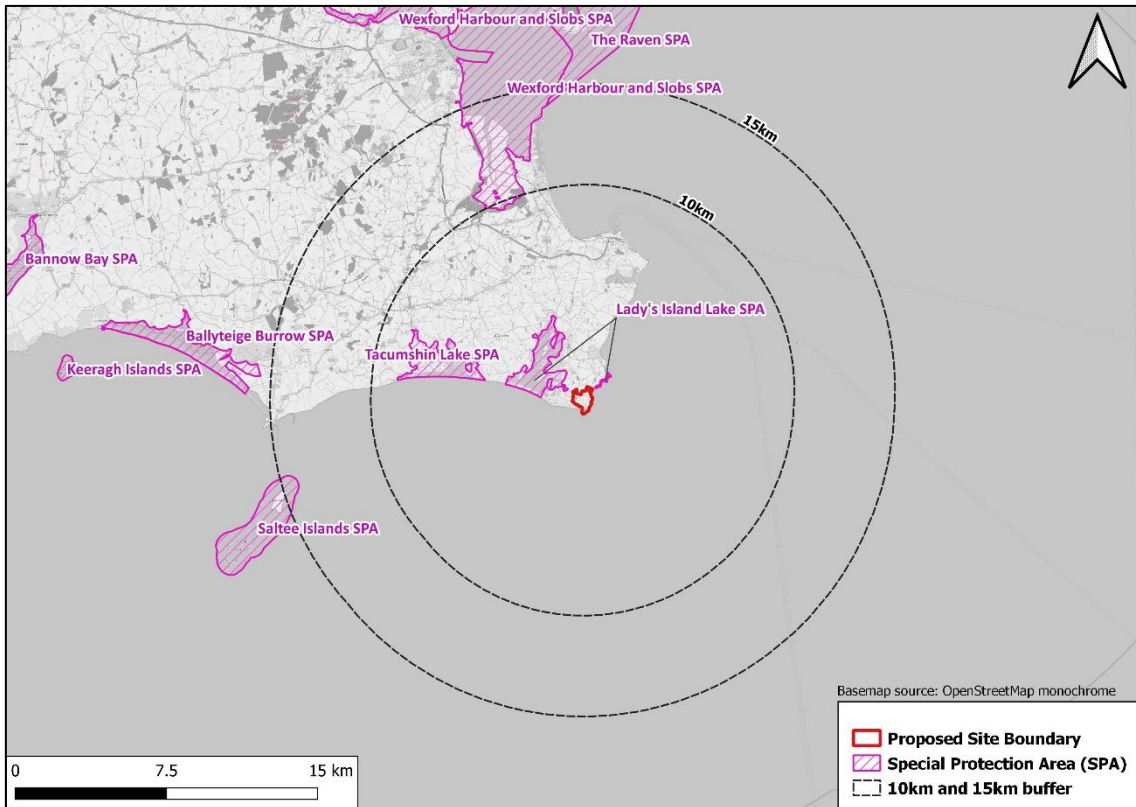 Wexford Harbour and Slobs SPA
The Raven SPA
Wexford Harbour and Slobs SPA
15km
10km
Bannow Bay SPA
Lady's Island Lake SPA
Ballyteige Burrow SPA
Tacumshin Lake SPA
Keeragh Islands SPA
Saltee Islands SPA
Basemap source: OpenStreetMap monochrome
Proposed Site Boundary
Special Protection Area (SPA)
10km and 15km buffer
0 7.5 15 km